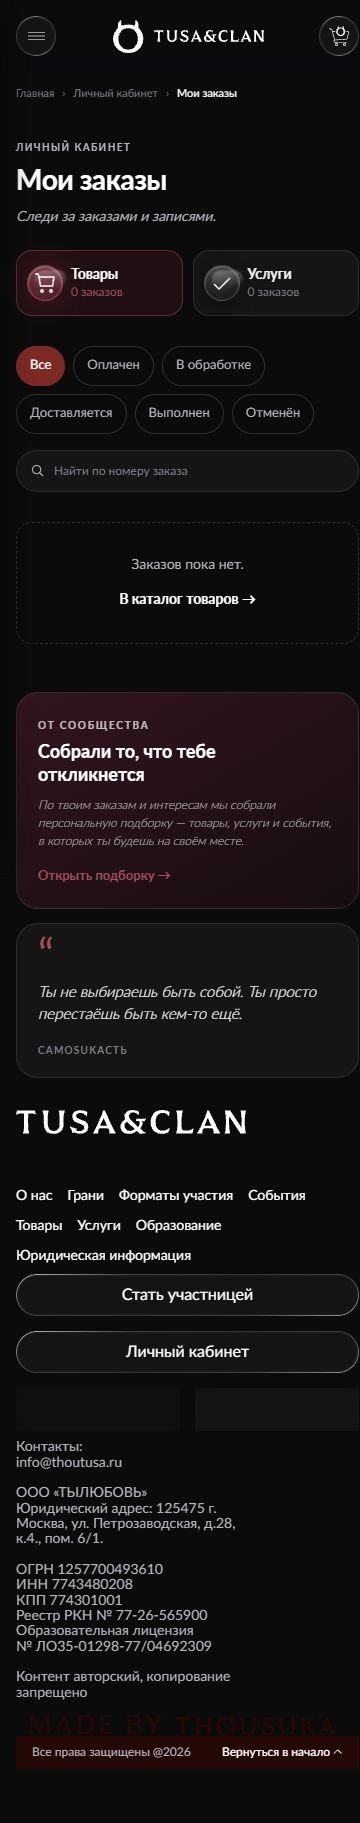 TUSA&CLAN
Главная › Личный кабинет › Мои заказы
ЛИЧНЫЙ КАБИНЕТ
Мои заказы
Следи за заказами и записями.
Товары
0 заказов
Услуги
0 заказов
Все Оплачен В обработке
Доставляется Выполнен Отменён
Найти по номеру заказа
Заказов пока нет.
В каталог товаров →
ОТ СООБЩЕСТВА
Собрали то, что тебе
откликнется
По твоим заказам и интересам мы собрали
персональную подборку — товары, услуги и события,
в которых ты будешь на своём месте.
Открыть подборку →
“
Ты не выбираешь быть собой. Ты просто
перестаёшь быть кем-то ещё.
САМОSUКАСТЬ
TUSA&CLAN
О нас Грани Форматы участия События
Товары Услуги Образование
Юридическая информация
Стать участницей
Личный кабинет
Контакты:
info@thoutusa.ru
ООО «ТЫЛЮБОВЬ»
Юридический адрес: 125475 г.
Москва, ул. Петрозаводская, д.28,
к.4., пом. 6/1.
ОГРН 1257700493610
ИНН 7743480208
КПП 774301001
Реестр РКН № 77-26-565900
Образовательная лицензия
№ ЛО35-01298-77/04692309
Контент авторский, копирование
запрещено
MADE BY THOUSUKA
Все права защищены @2026 Вернуться в начало